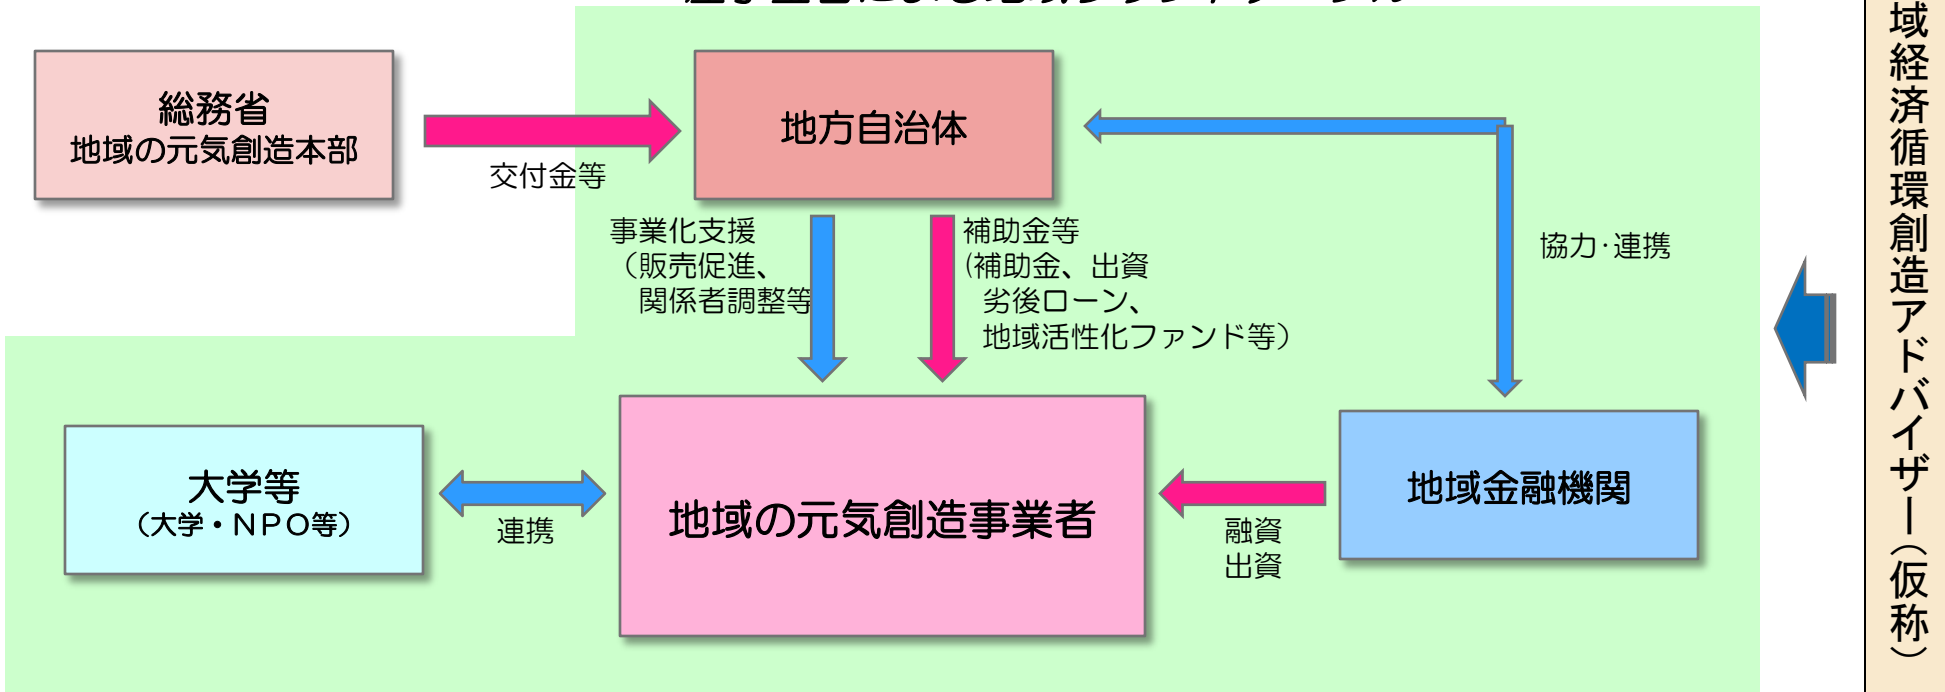 総務省
地域の元気創造本部
交付金等
地方自治体
事業化支援
（販売促進、
関係者調整等
補助金等
(補助金、出資
劣後ローン、
地域活性化ファンド等）
協力・連携
大学等
（大学・ＮＰＯ等）
連携
地域の元気創造事業者
融資
出資
地域金融機関
域経済循環創造アドバイザー（仮称）